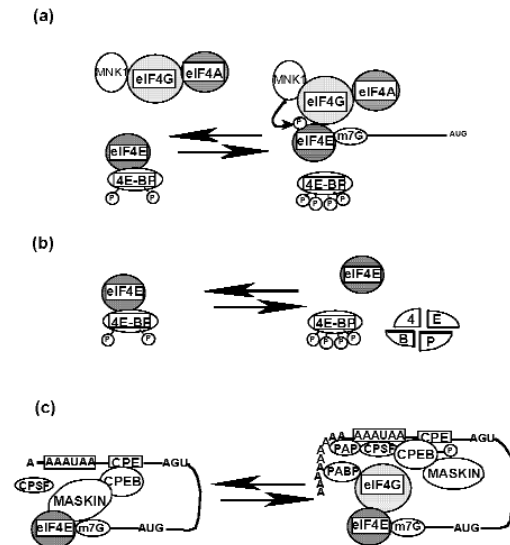 (a)
MNK1 eIF4G eIF4A
MNK1 eIF4G eIF4A
P
eIF4E m7G AUG
eIF4E
4E-BP
P P
4E-BP
P P P P
(b)
eIF4E
eIF4E
4E-BP
P P
4E-BP
P P P P
4 E
B P
(c)
A AAAUAA CPE AGU
CPSF CPEB
MASKIN
eIF4E m7G AUG
AAAUAA CPE AGU
A A A A A A A A A
PAP CPSF CPEB P
PABP MASKIN
eIF4G
eIF4E m7G AUG